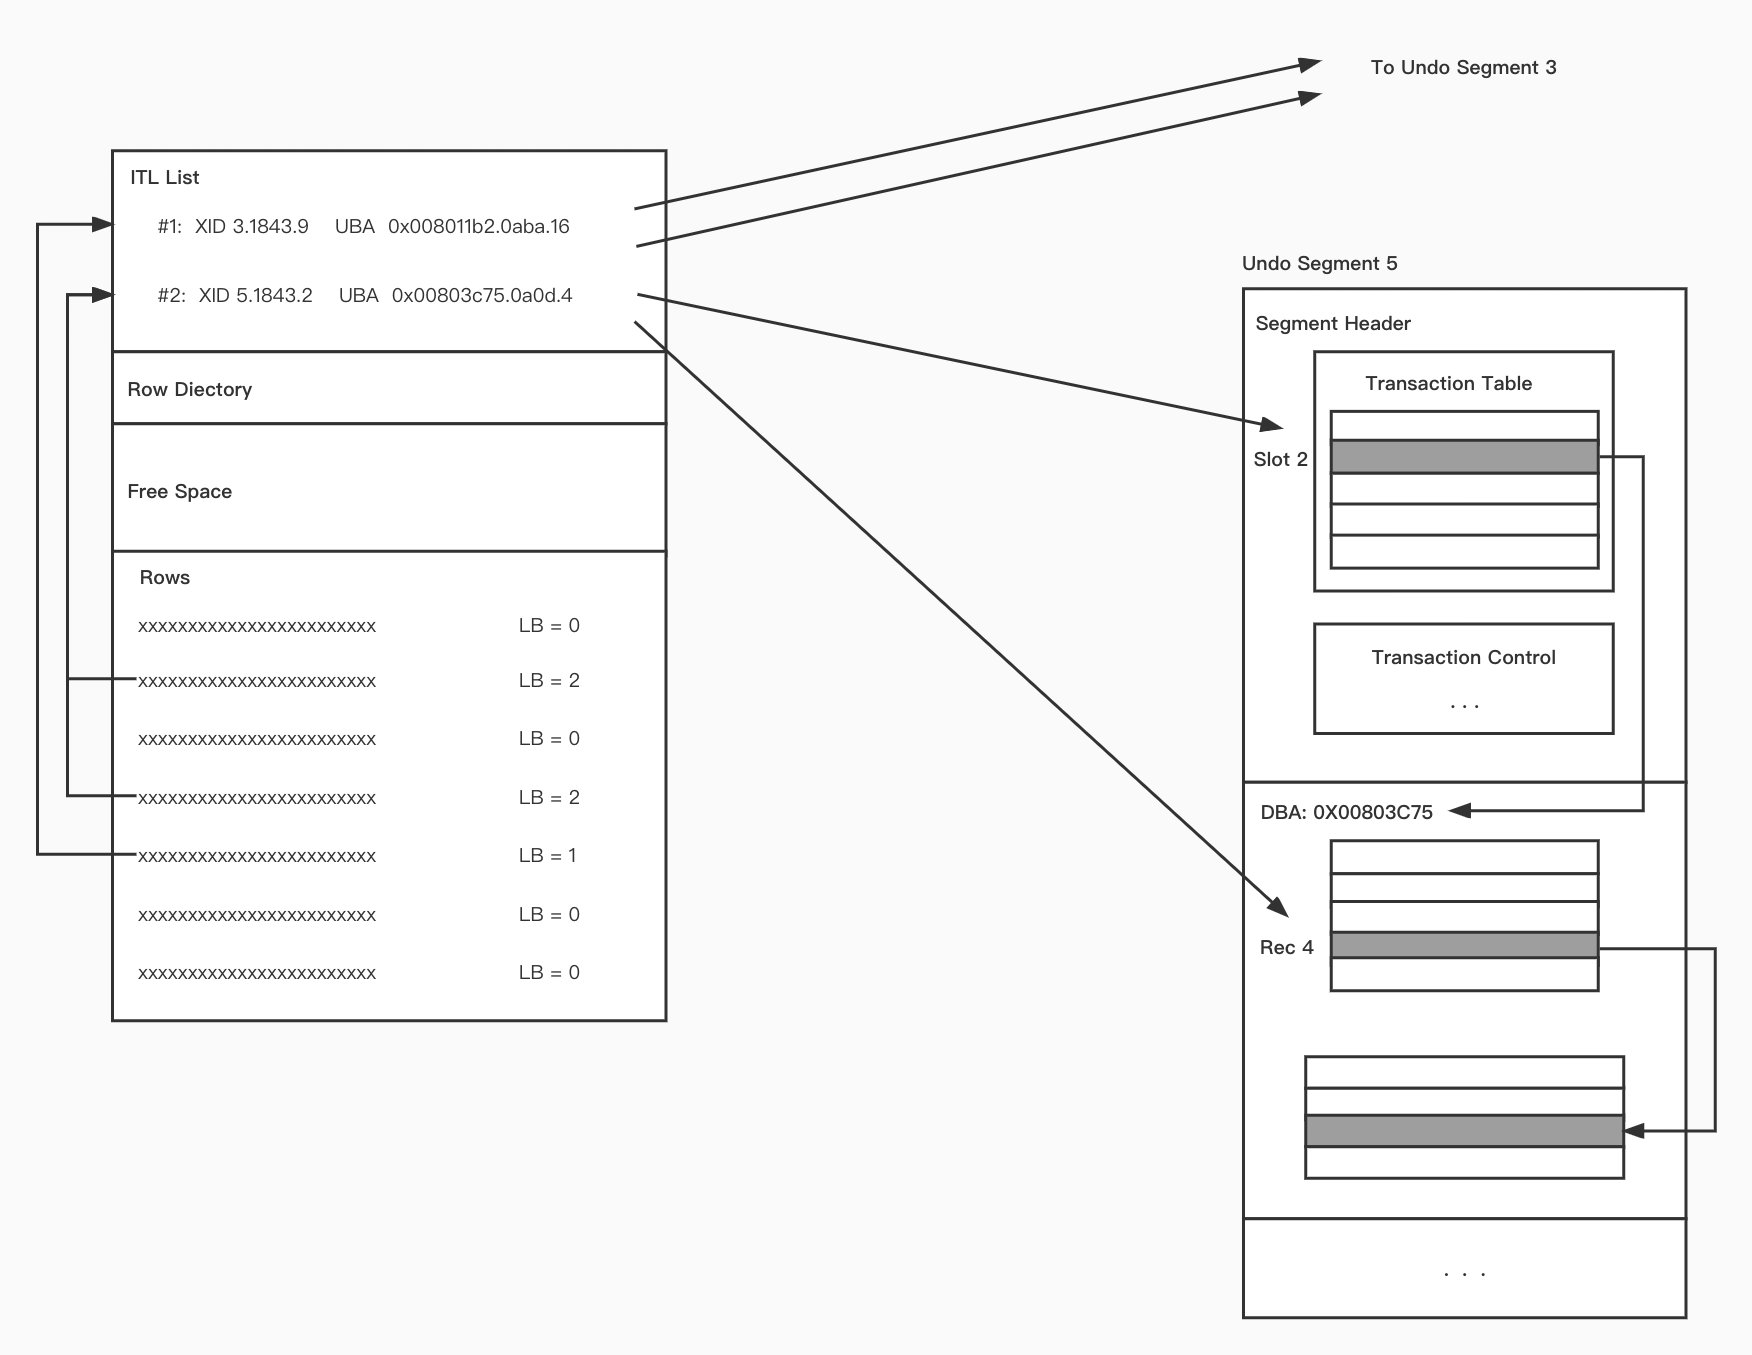 To Undo Segment 3
ITL List
#1: XID 3.1843.9 UBA 0x008011b2.0aba.16
#2: XID 5.1843.2 UBA 0x00803c75.0a0d.4
Row Diectory
Free Space
Rows
xxxxxxxxxxxxxxxxxxxxxxxx LB = 0
xxxxxxxxxxxxxxxxxxxxxxxx LB = 2
xxxxxxxxxxxxxxxxxxxxxxxx LB = 0
xxxxxxxxxxxxxxxxxxxxxxxx LB = 2
xxxxxxxxxxxxxxxxxxxxxxxx LB = 1
xxxxxxxxxxxxxxxxxxxxxxxx LB = 0
xxxxxxxxxxxxxxxxxxxxxxxx LB = 0
Undo Segment 5
Segment Header
Transaction Table
Slot 2
Transaction Control
. . .
DBA: 0X00803C75
Rec 4
. . .